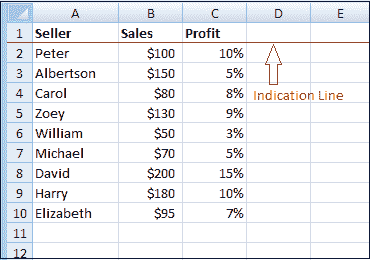 A B C D E
1 Seller Sales Profit
2 Peter $100 10%
3 Albertson $150 5%
4 Carol $80 8% Indication Line
5 Zoey $130 9%
6 William $50 3%
7 Michael $70 5%
8 David $200 15%
9 Harry $180 10%
10 Elizabeth $95 7%
11
12